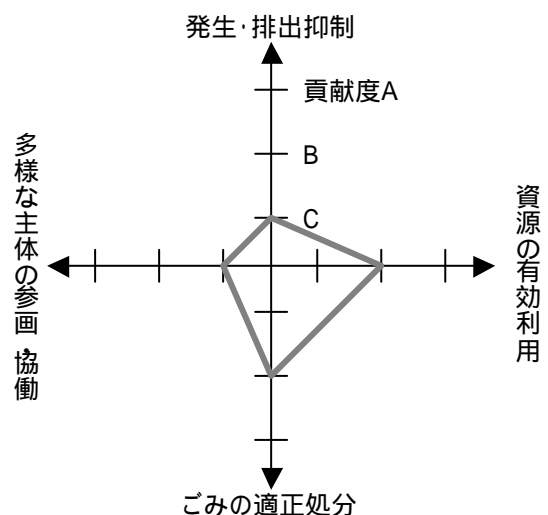 発生・排出抑制
貢献度A
B
C
多様な主体の参画・協働
資源の有効利用
ごみの適正処分